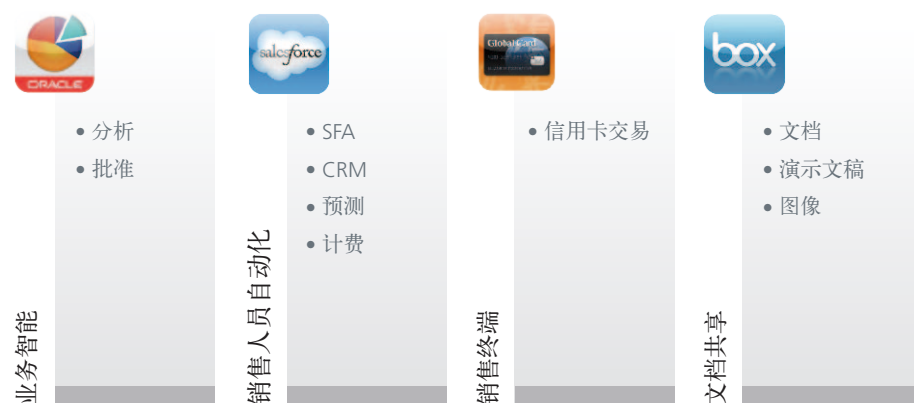 ORACLE
分析
批准
业务智能
salesforce
SFA
CRM
预测
计费
销售人员自动化
Global Card
信用卡交易
销售终端
box
文档
演示文稿
图像
文档共享